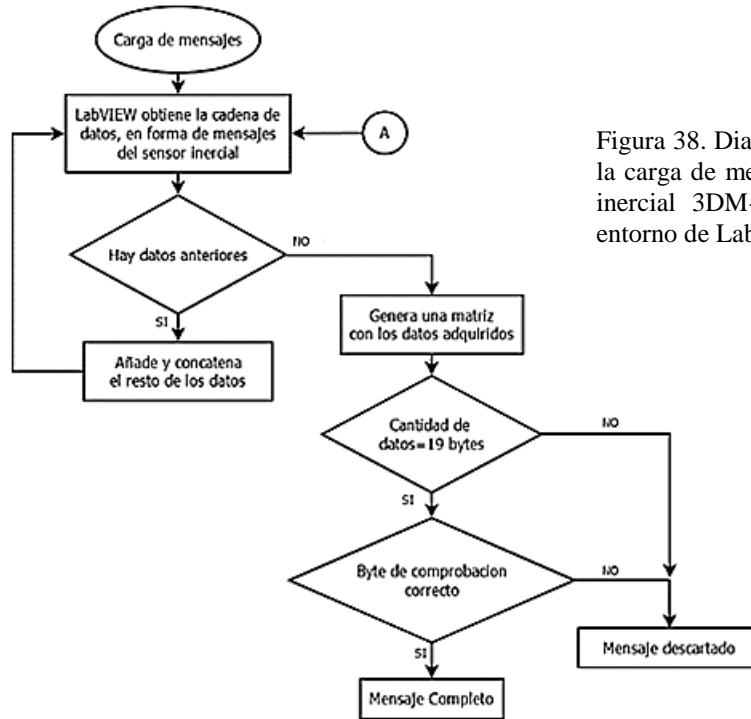 Carga de mensajes
LabVIEW obtiene la cadena de
datos, en forma de mensajes
del sensor inercial
A
Hay datos anteriores
NO
SI
Añade y concatena
el resto de los datos
Genera una matriz
con los datos adquiridos
Cantidad de
datos=19 bytes
NO
SI
Byte de comprobacion
correcto
NO
SI
Mensaje descartado
Mensaje Completo
Figura 38. Dia
la carga de me
inercial 3DM-
entorno de Lab